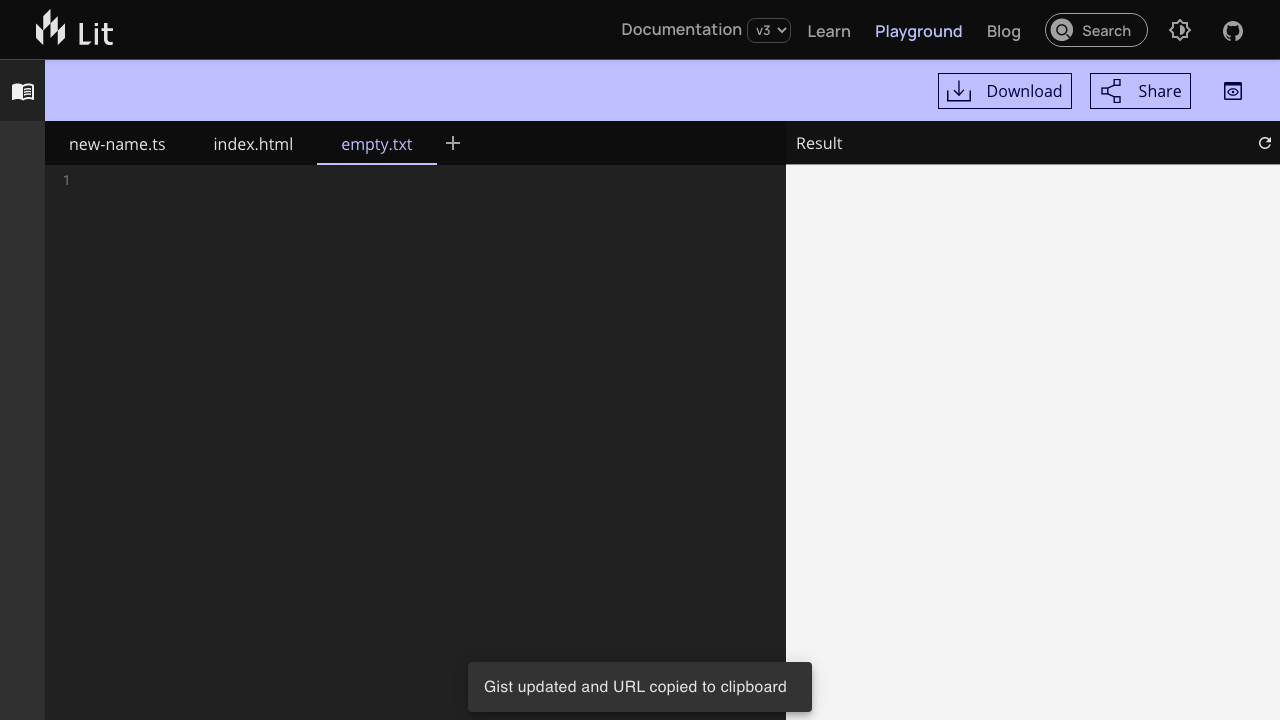 Lit
Documentation v3
Learn
Playground
Blog
Search
Download
Share
new-name.ts
index.html
empty.txt
Result
1
Gist updated and URL copied to clipboard